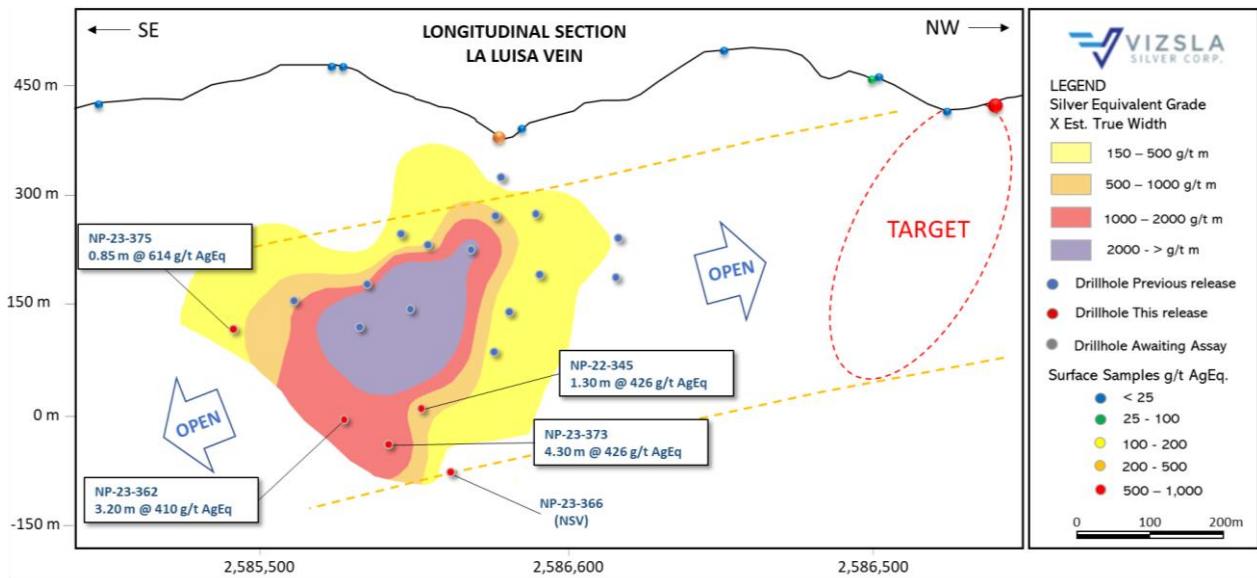 SE
LONGITUDINAL SECTION
LA LUISA VEIN
NW
450 m
300 m
150 m
0 m
-150 m
NP-23-375
0.85 m @ 614 g/t AgEq
OPEN
TARGET
NP-22-345
1.30 m @ 426 g/t AgEq
OPEN
NP-23-373
4.30 m @ 426 g/t AgEq
NP-23-362
3.20 m @ 410 g/t AgEq
NP-23-366
(NSV)
2,585,500
2,586,600
2,586,500
VIZSLA
SILVER CORP.
LEGEND
Silver Equivalent Grade
X Est. True Width
150 – 500 g/t m
500 – 1000 g/t m
1000 - 2000 g/t m
2000 - > g/t m
Drillhole Previous release
Drillhole This release
Drillhole Awaiting Assay
Surface Samples g/t AgEq.
< 25
25 - 100
100 - 200
200 - 500
500 – 1,000
0 100 200m